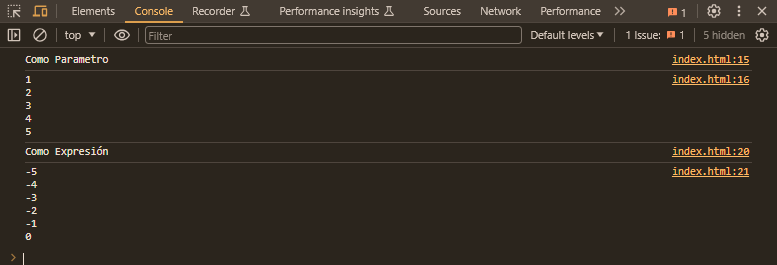 Elements Console Recorder Performance insights Sources Network Performance 1
top Filter Default levels 1 Issue: 1 5 hidden
Como Parametro index.html:15
1 index.html:16
2
3
4
5
Como Expresión index.html:20
-5 index.html:21
-4
-3
-2
-1
0